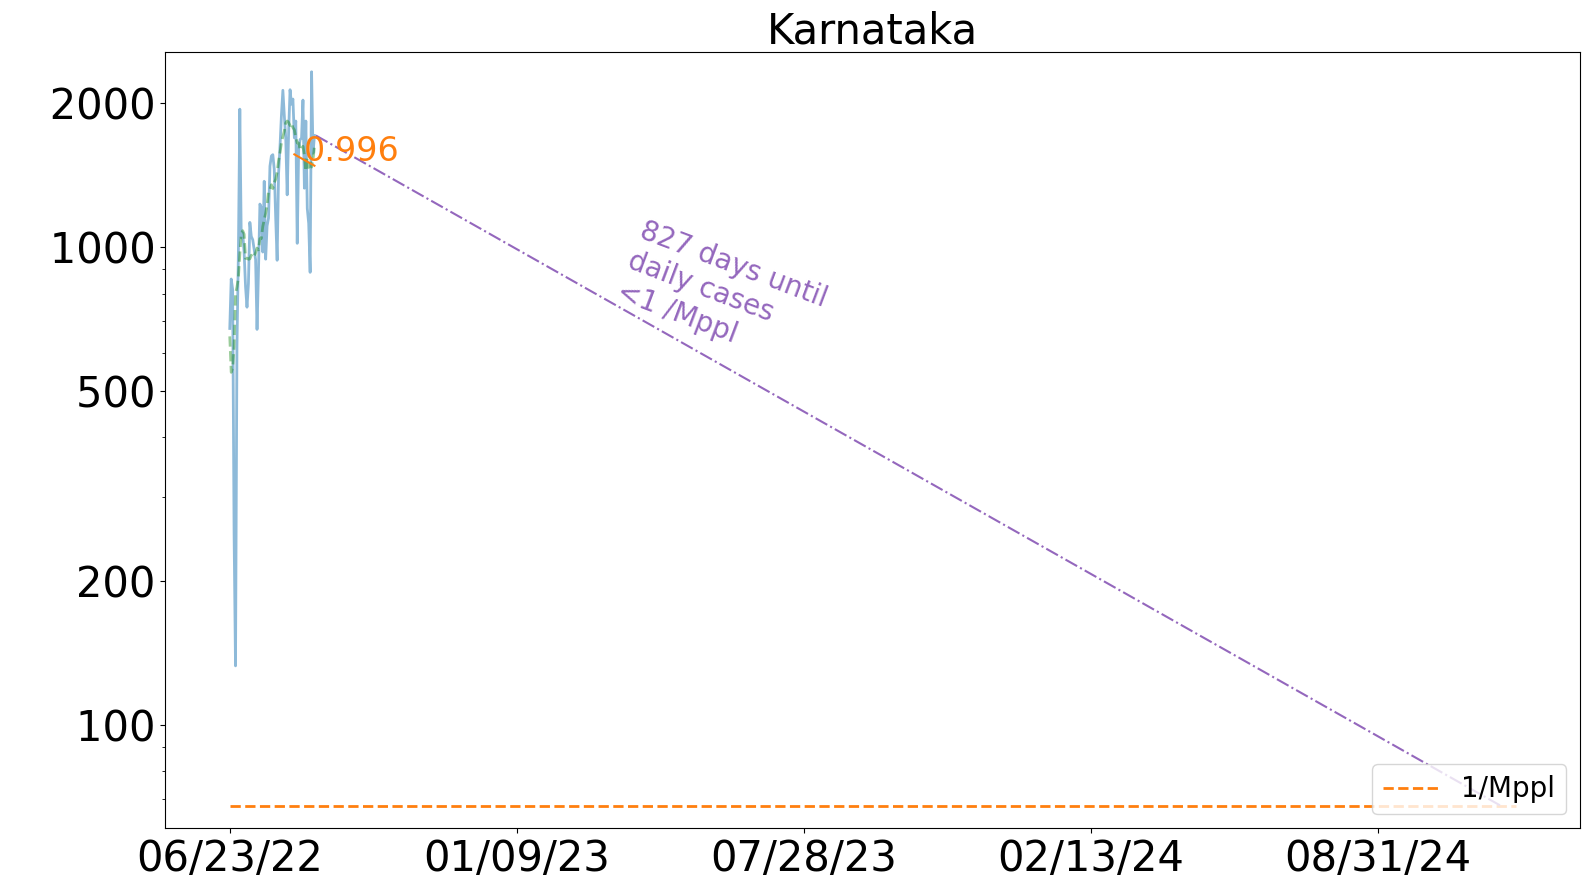 Karnataka
2000
1000
500
200
100
0.996
827 days until
daily cases
<1 /Mppl
1/Mppl
06/23/22
01/09/23
07/28/23
02/13/24
08/31/24